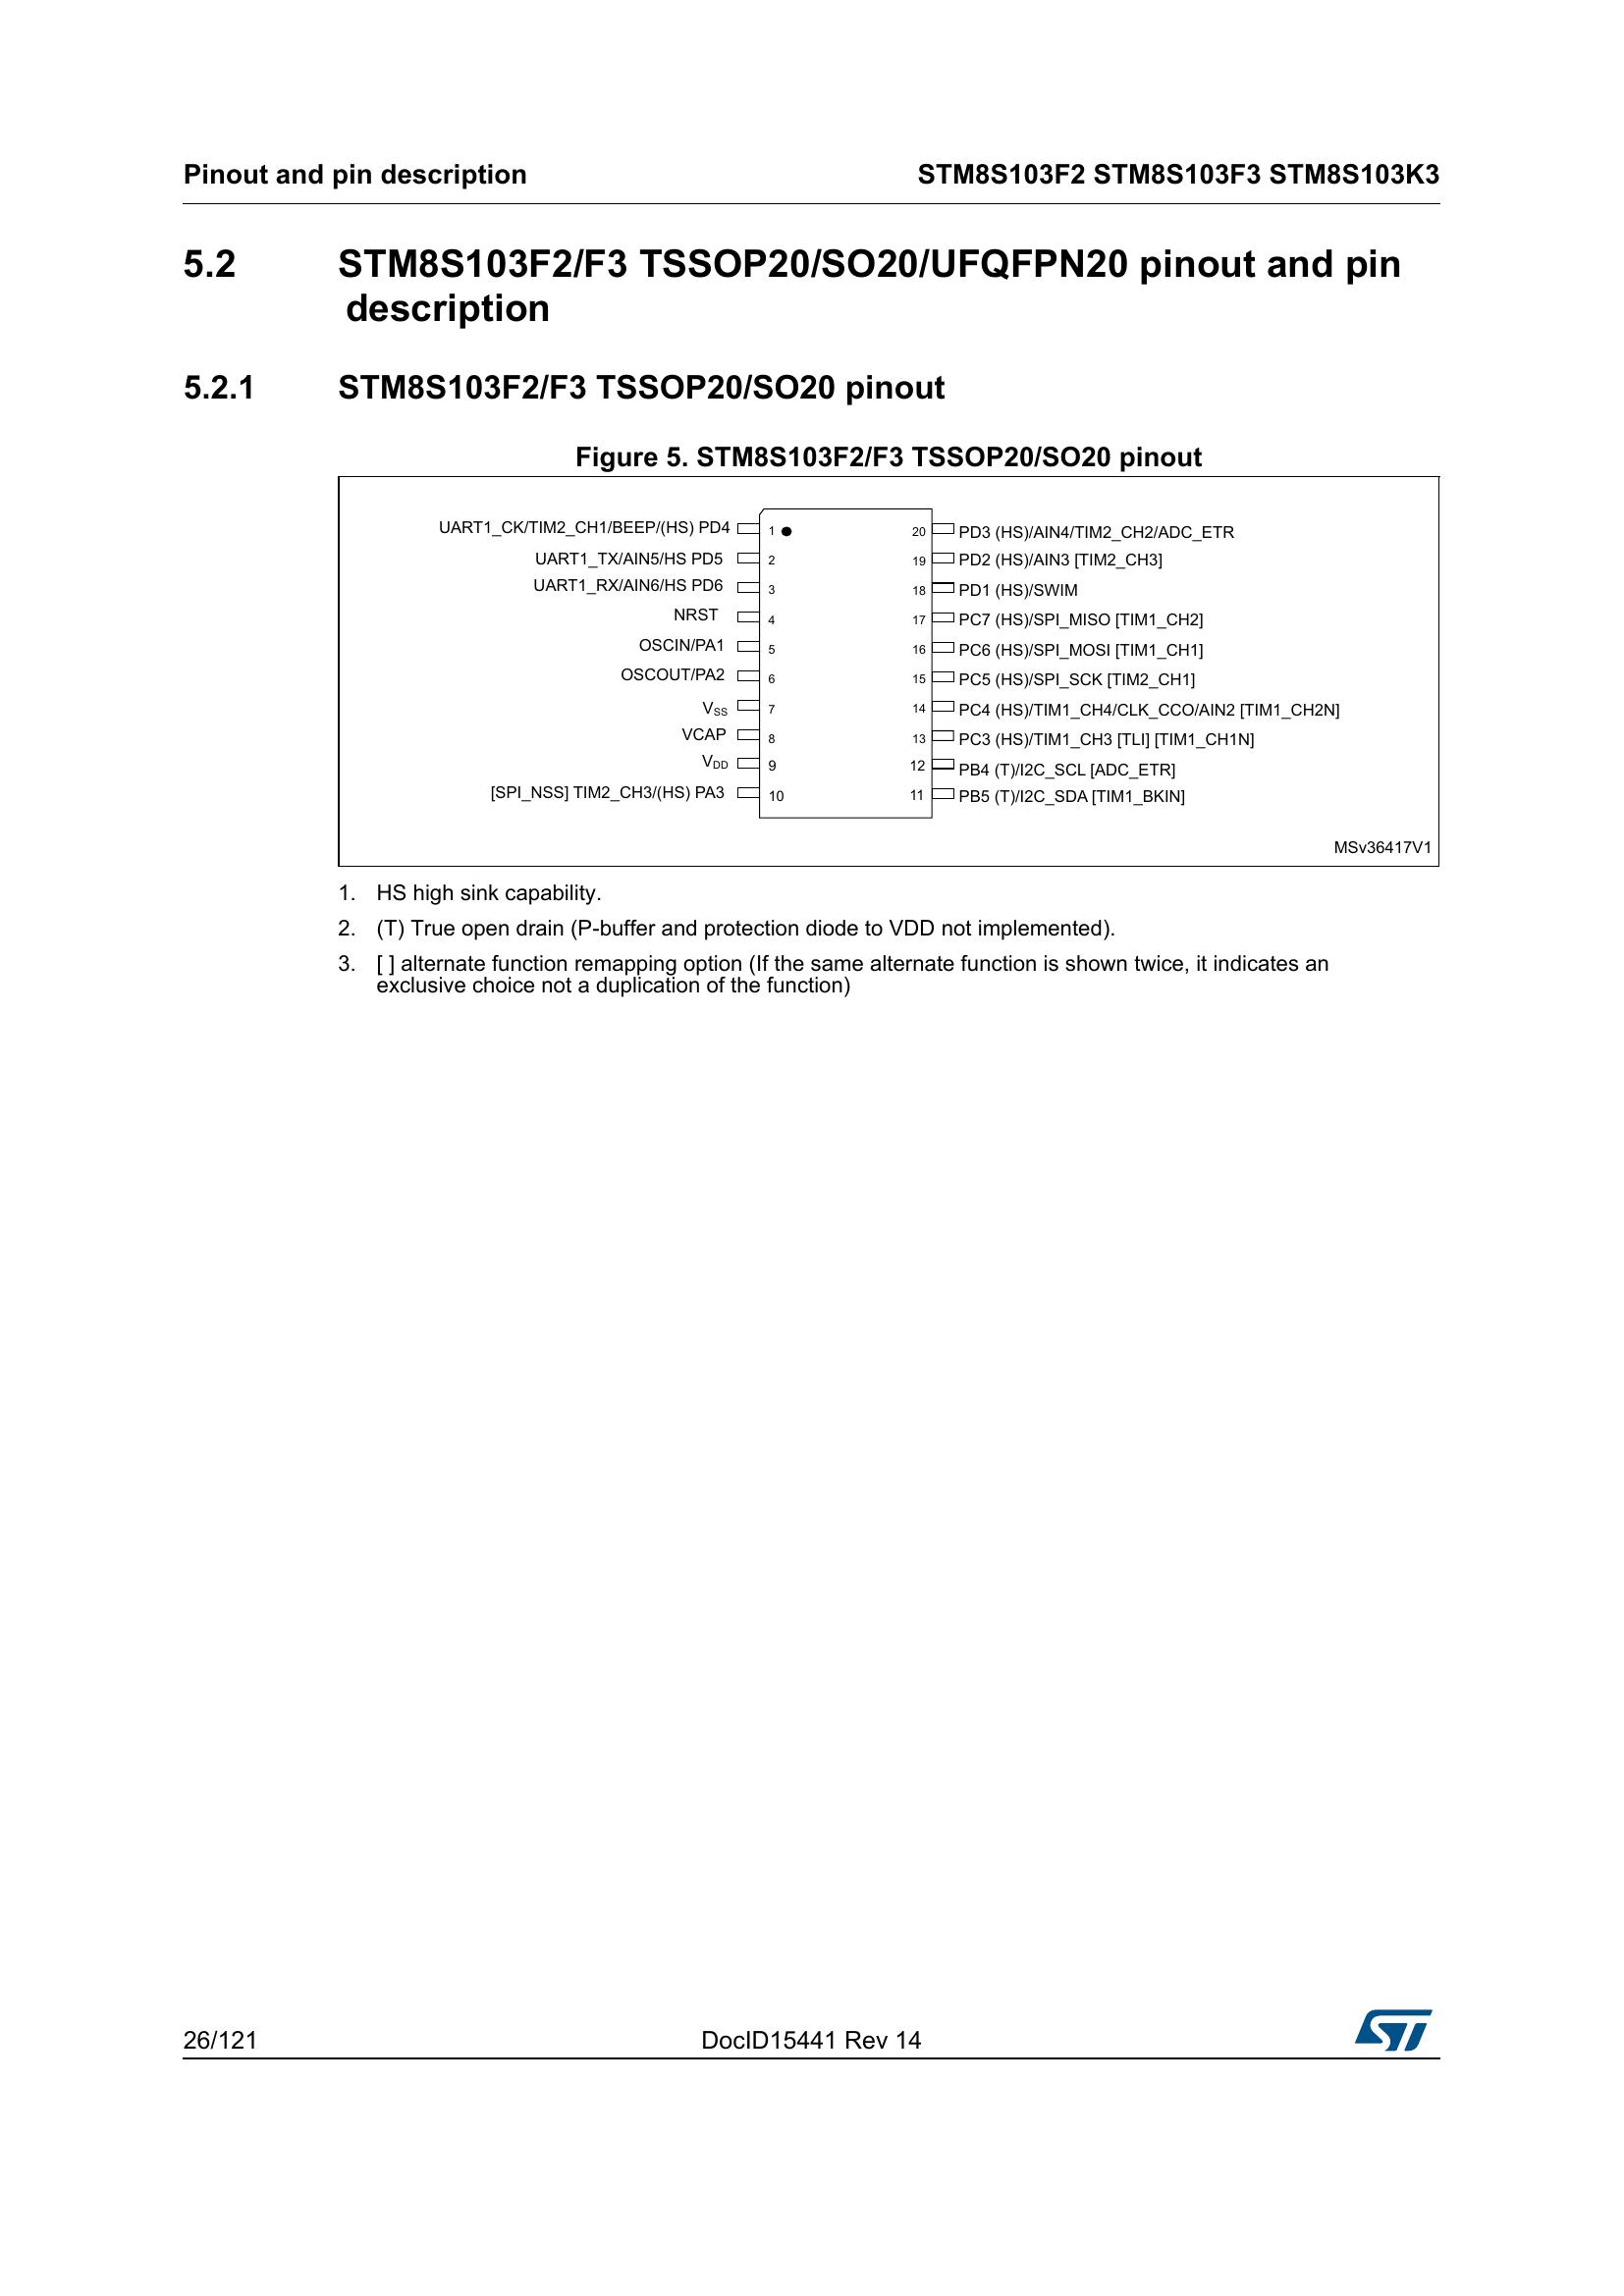 Pinout and pin description
STM8S103F2 STM8S103F3 STM8S103K3
5.2 STM8S103F2/F3 TSSOP20/SO20/UFQFPN20 pinout and pin
description
5.2.1 STM8S103F2/F3 TSSOP20/SO20 pinout
Figure 5. STM8S103F2/F3 TSSOP20/SO20 pinout
UART1_CK/TIM2_CH1/BEEP/(HS) PD4 1 20 PD3 (HS)/AIN4/TIM2_CH2/ADC_ETR
UART1_TX/AIN5/HS PD5 2 19 PD2 (HS)/AIN3 [TIM2_CH3]
UART1_RX/AIN6/HS PD6 3 18 PD1 (HS)/SWIM
NRST 4 17 PC7 (HS)/SPI_MISO [TIM1_CH2]
OSCIN/PA1 5 16 PC6 (HS)/SPI_MOSI [TIM1_CH1]
OSCOUT/PA2 6 15 PC5 (HS)/SPI_SCK [TIM2_CH1]
VSS 7 14 PC4 (HS)/TIM1_CH4/CLK_CCO/AIN2 [TIM1_CH2N]
VCAP 8 13 PC3 (HS)/TIM1_CH3 [TLI] [TIM1_CH1N]
VDD 9 12 PB4 (T)/I2C_SCL [ADC_ETR]
[SPI_NSS] TIM2_CH3/(HS) PA3 10 11 PB5 (T)/I2C_SDA [TIM1_BKIN]
MSv36417V1
1. HS high sink capability.
2. (T) True open drain (P-buffer and protection diode to VDD not implemented).
3. [ ] alternate function remapping option (If the same alternate function is shown twice, it indicates an
exclusive choice not a duplication of the function)
26/121 DocID15441 Rev 14
ST